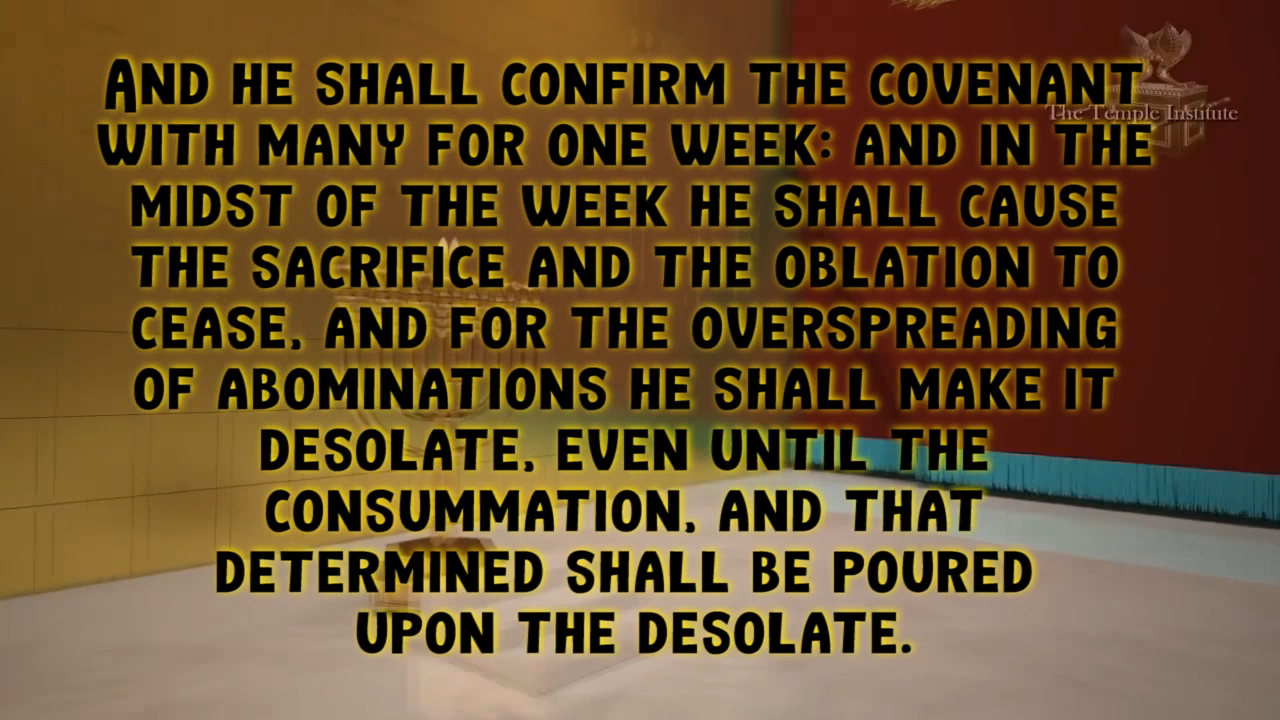 And he shall confirm the covenant
The Temple Institute
with many for one week: and in the
midst of the week he shall cause
the sacrifice and the oblation to
cease, and for the overspreading
of abominations he shall make it
desolate, even until the
consummation, and that
determined shall be poured
upon the desolate.